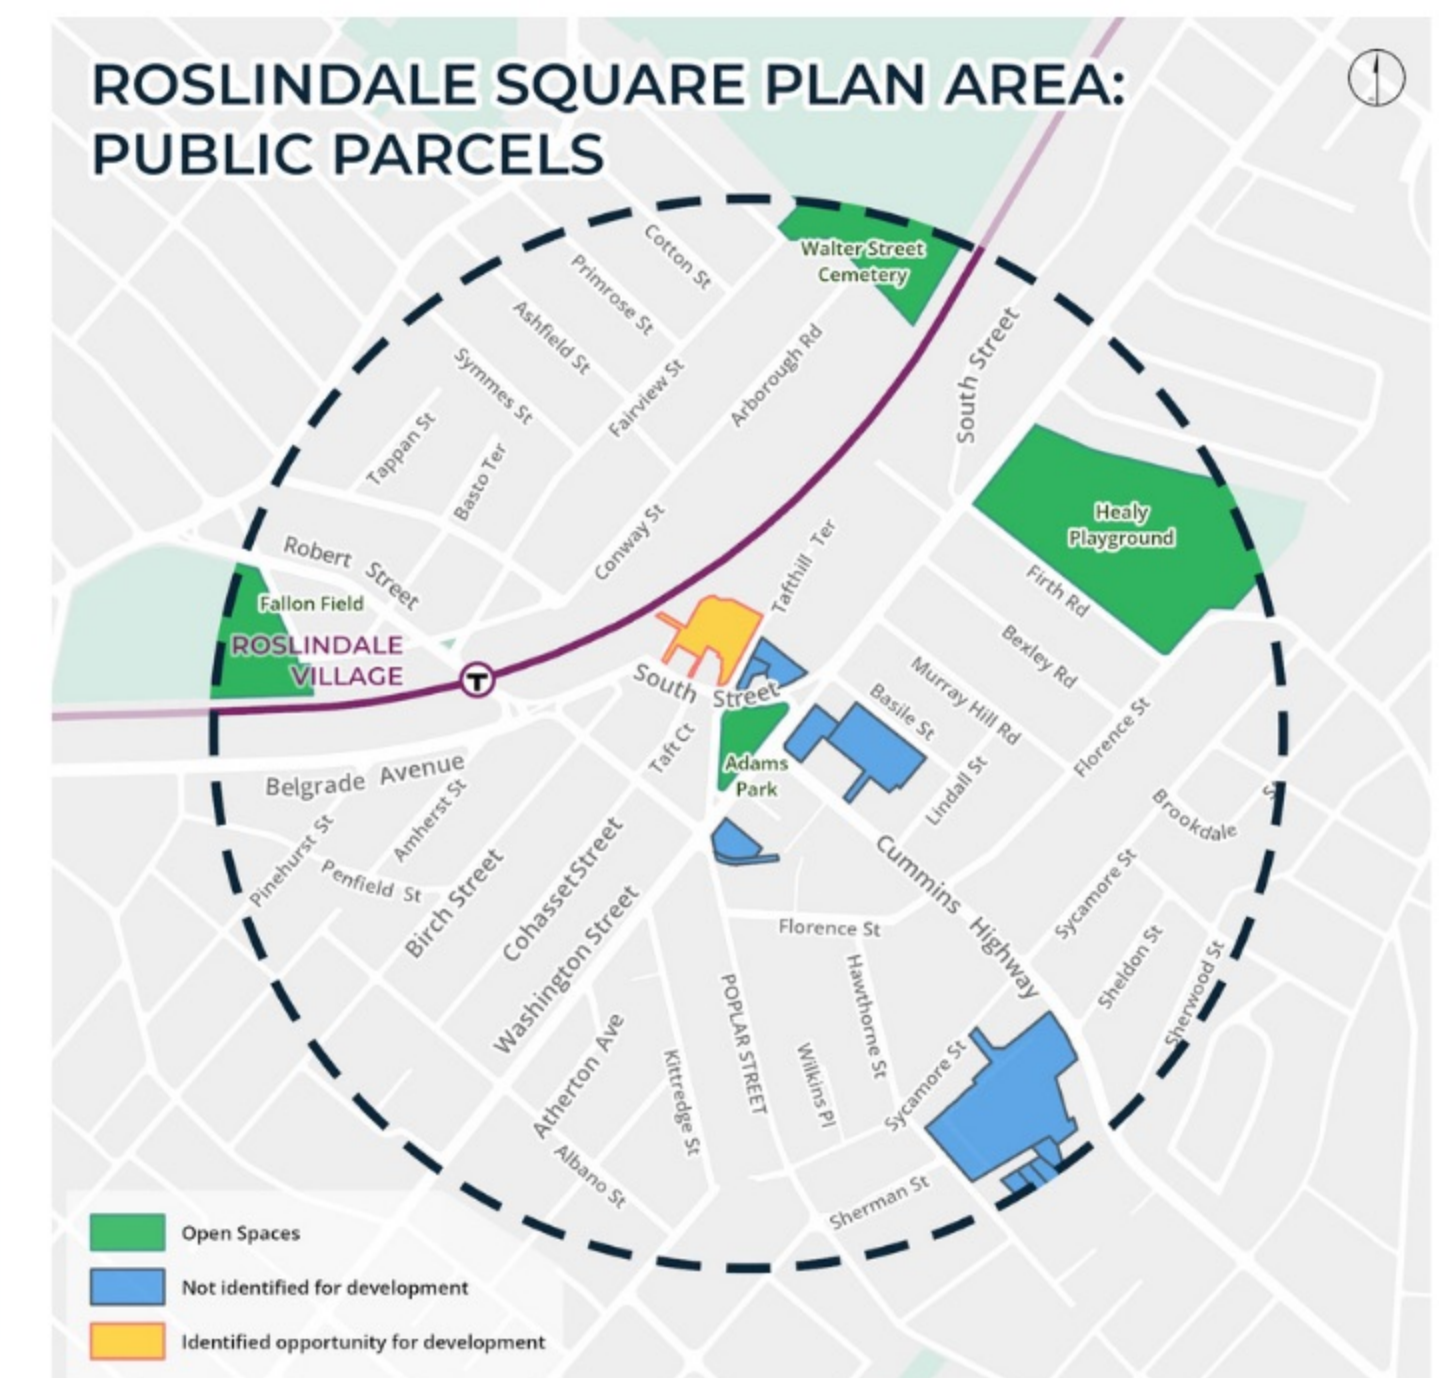 ROSLINDALE SQUARE PLAN AREA:
PUBLIC PARCELS
Walter Street
Cemetery
Cotton St
Primrose St
Ashfield St
Symmes St
Fairview St
Arborough Rd
South Street
Tappan St
Basto Ter
Conway St
Healy
Playground
Robert Street
Tafthill Ter
Firth Rd
Fallon Field
ROSLINDALE
VILLAGE
T
South Street
Bexley Rd
Murray Hill Rd
Basile St
Florence St
Taft Ct
Adams
Park
Lindall St
Belgrade Avenue
Amherst St
Pinehurst St
Penfield St
Birch Street
Cohasset Street
Washington Street
Brookdale St
Cummins Highway
Sycamore St
Florence St
Sheldon St
Sherwood St
Hawthorne St
POPLAR STREET
Wilkins Pl
Kittredge St
Atherton Ave
Albano St
Sycamore St
Sherman St
Open Spaces
Not identified for development
Identified opportunity for development